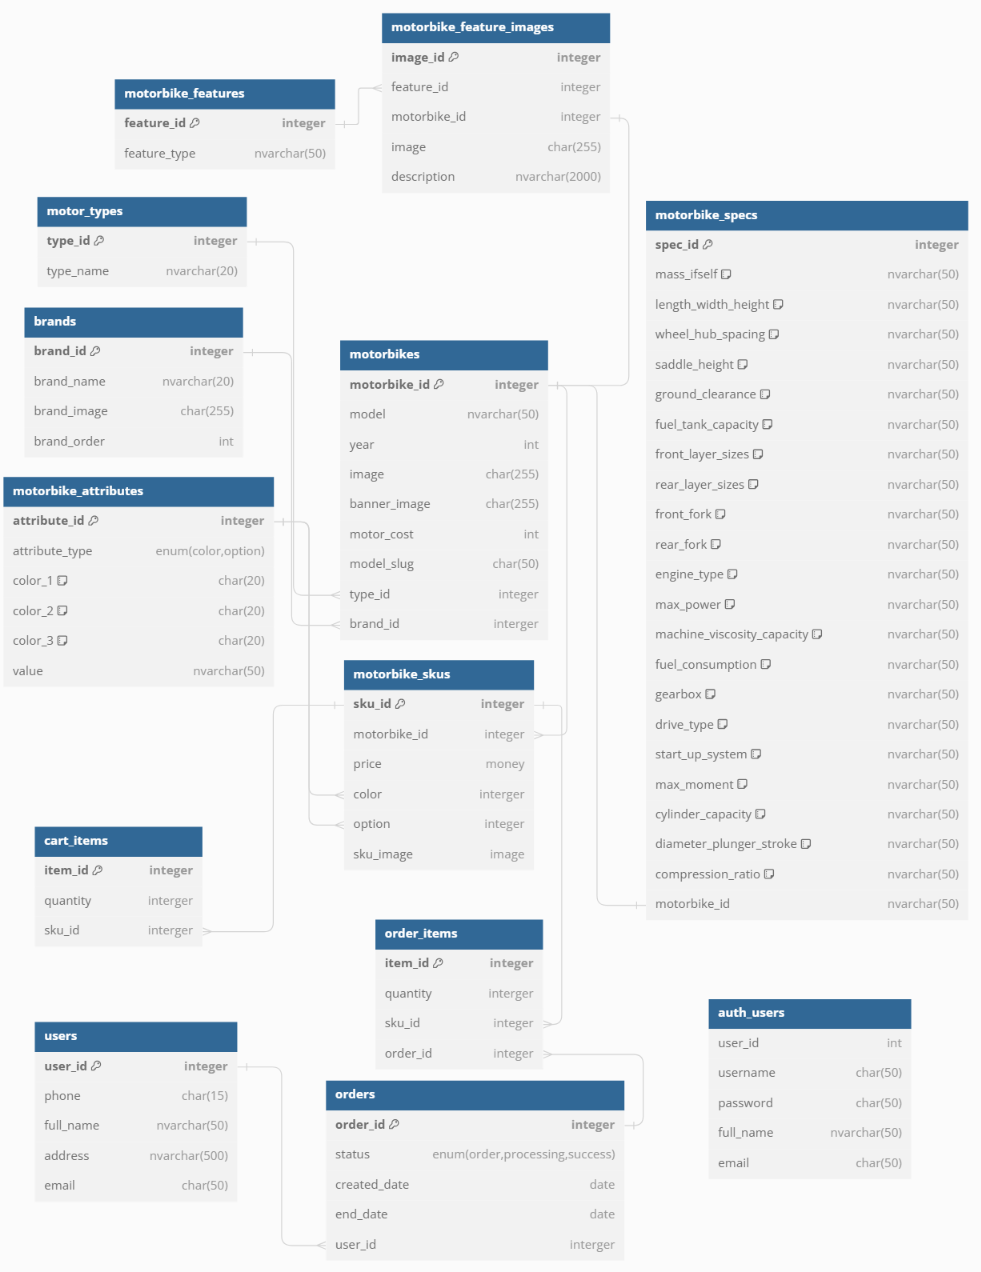 motorbike_feature_images
image_id integer
feature_id integer
motorbike_id integer
image char(255)
description nvarchar(2000)
motorbike_features
feature_id integer
feature_type nvarchar(50)
motor_types
type_id integer
type_name nvarchar(20)
brands
brand_id integer
brand_name nvarchar(20)
brand_image char(255)
brand_order int
motorbike_attributes
attribute_id integer
attribute_type enum(color,option)
color_1 char(20)
color_2 char(20)
color_3 char(20)
value nvarchar(50)
motorbikes
motorbike_id integer
model nvarchar(50)
year int
image char(255)
banner_image char(255)
motor_cost int
model_slug char(50)
type_id integer
brand_id interger
motorbike_specs
spec_id integer
mass_ifself nvarchar(50)
length_width_height nvarchar(50)
wheel_hub_spacing nvarchar(50)
saddle_height nvarchar(50)
ground_clearance nvarchar(50)
fuel_tank_capacity nvarchar(50)
front_layer_sizes nvarchar(50)
rear_layer_sizes nvarchar(50)
front_fork nvarchar(50)
rear_fork nvarchar(50)
engine_type nvarchar(50)
max_power nvarchar(50)
machine_viscosity_capacity nvarchar(50)
fuel_consumption nvarchar(50)
gearbox nvarchar(50)
drive_type nvarchar(50)
start_up_system nvarchar(50)
max_moment nvarchar(50)
cylinder_capacity nvarchar(50)
diameter_plunger_stroke nvarchar(50)
compression_ratio nvarchar(50)
motorbike_id nvarchar(50)
motorbike_skus
sku_id integer
motorbike_id integer
price money
color interger
option integer
sku_image image
cart_items
item_id integer
quantity interger
sku_id interger
order_items
item_id integer
quantity interger
sku_id integer
order_id integer
users
user_id integer
phone char(15)
full_name nvarchar(50)
address nvarchar(500)
email char(50)
orders
order_id integer
status enum(order,processing,success)
created_date date
end_date date
user_id interger
auth_users
user_id int
username char(50)
password char(50)
full_name nvarchar(50)
email char(50)